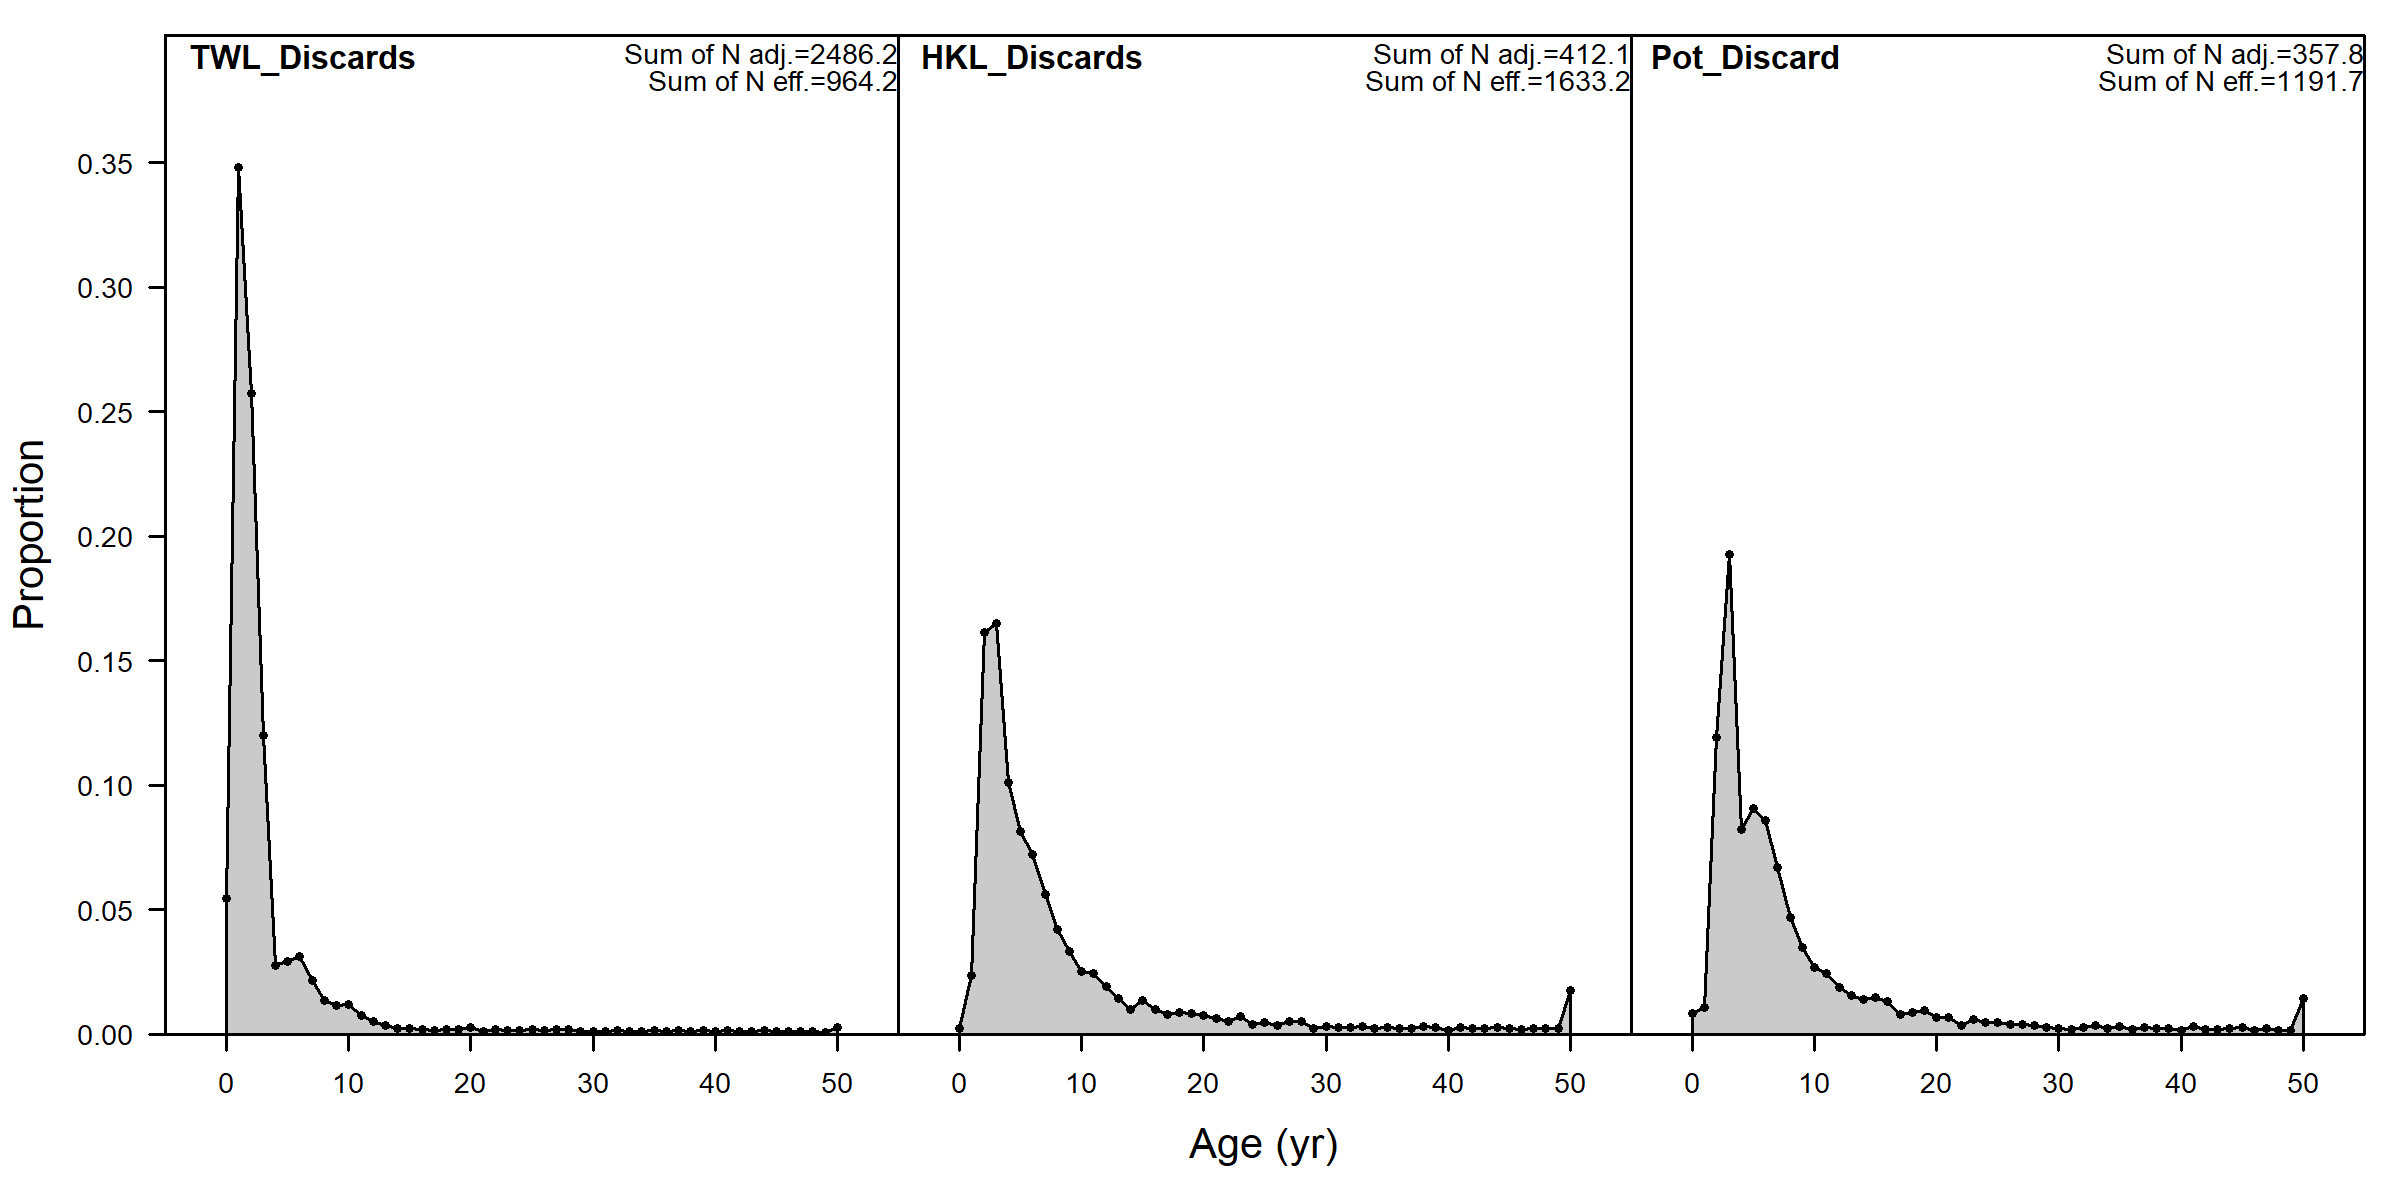 TWL_Discards
Sum of N adj.=2486.2
Sum of N eff.=964.2
HKL_Discards
Sum of N adj.=412.1
Sum of N eff.=1633.2
Pot_Discard
Sum of N adj.=357.8
Sum of N eff.=1191.7
Proportion
0.35
0.30
0.25
0.20
0.15
0.10
0.05
0.00
0 10 20 30 40 50
0 10 20 30 40 50
0 10 20 30 40 50
Age (yr)